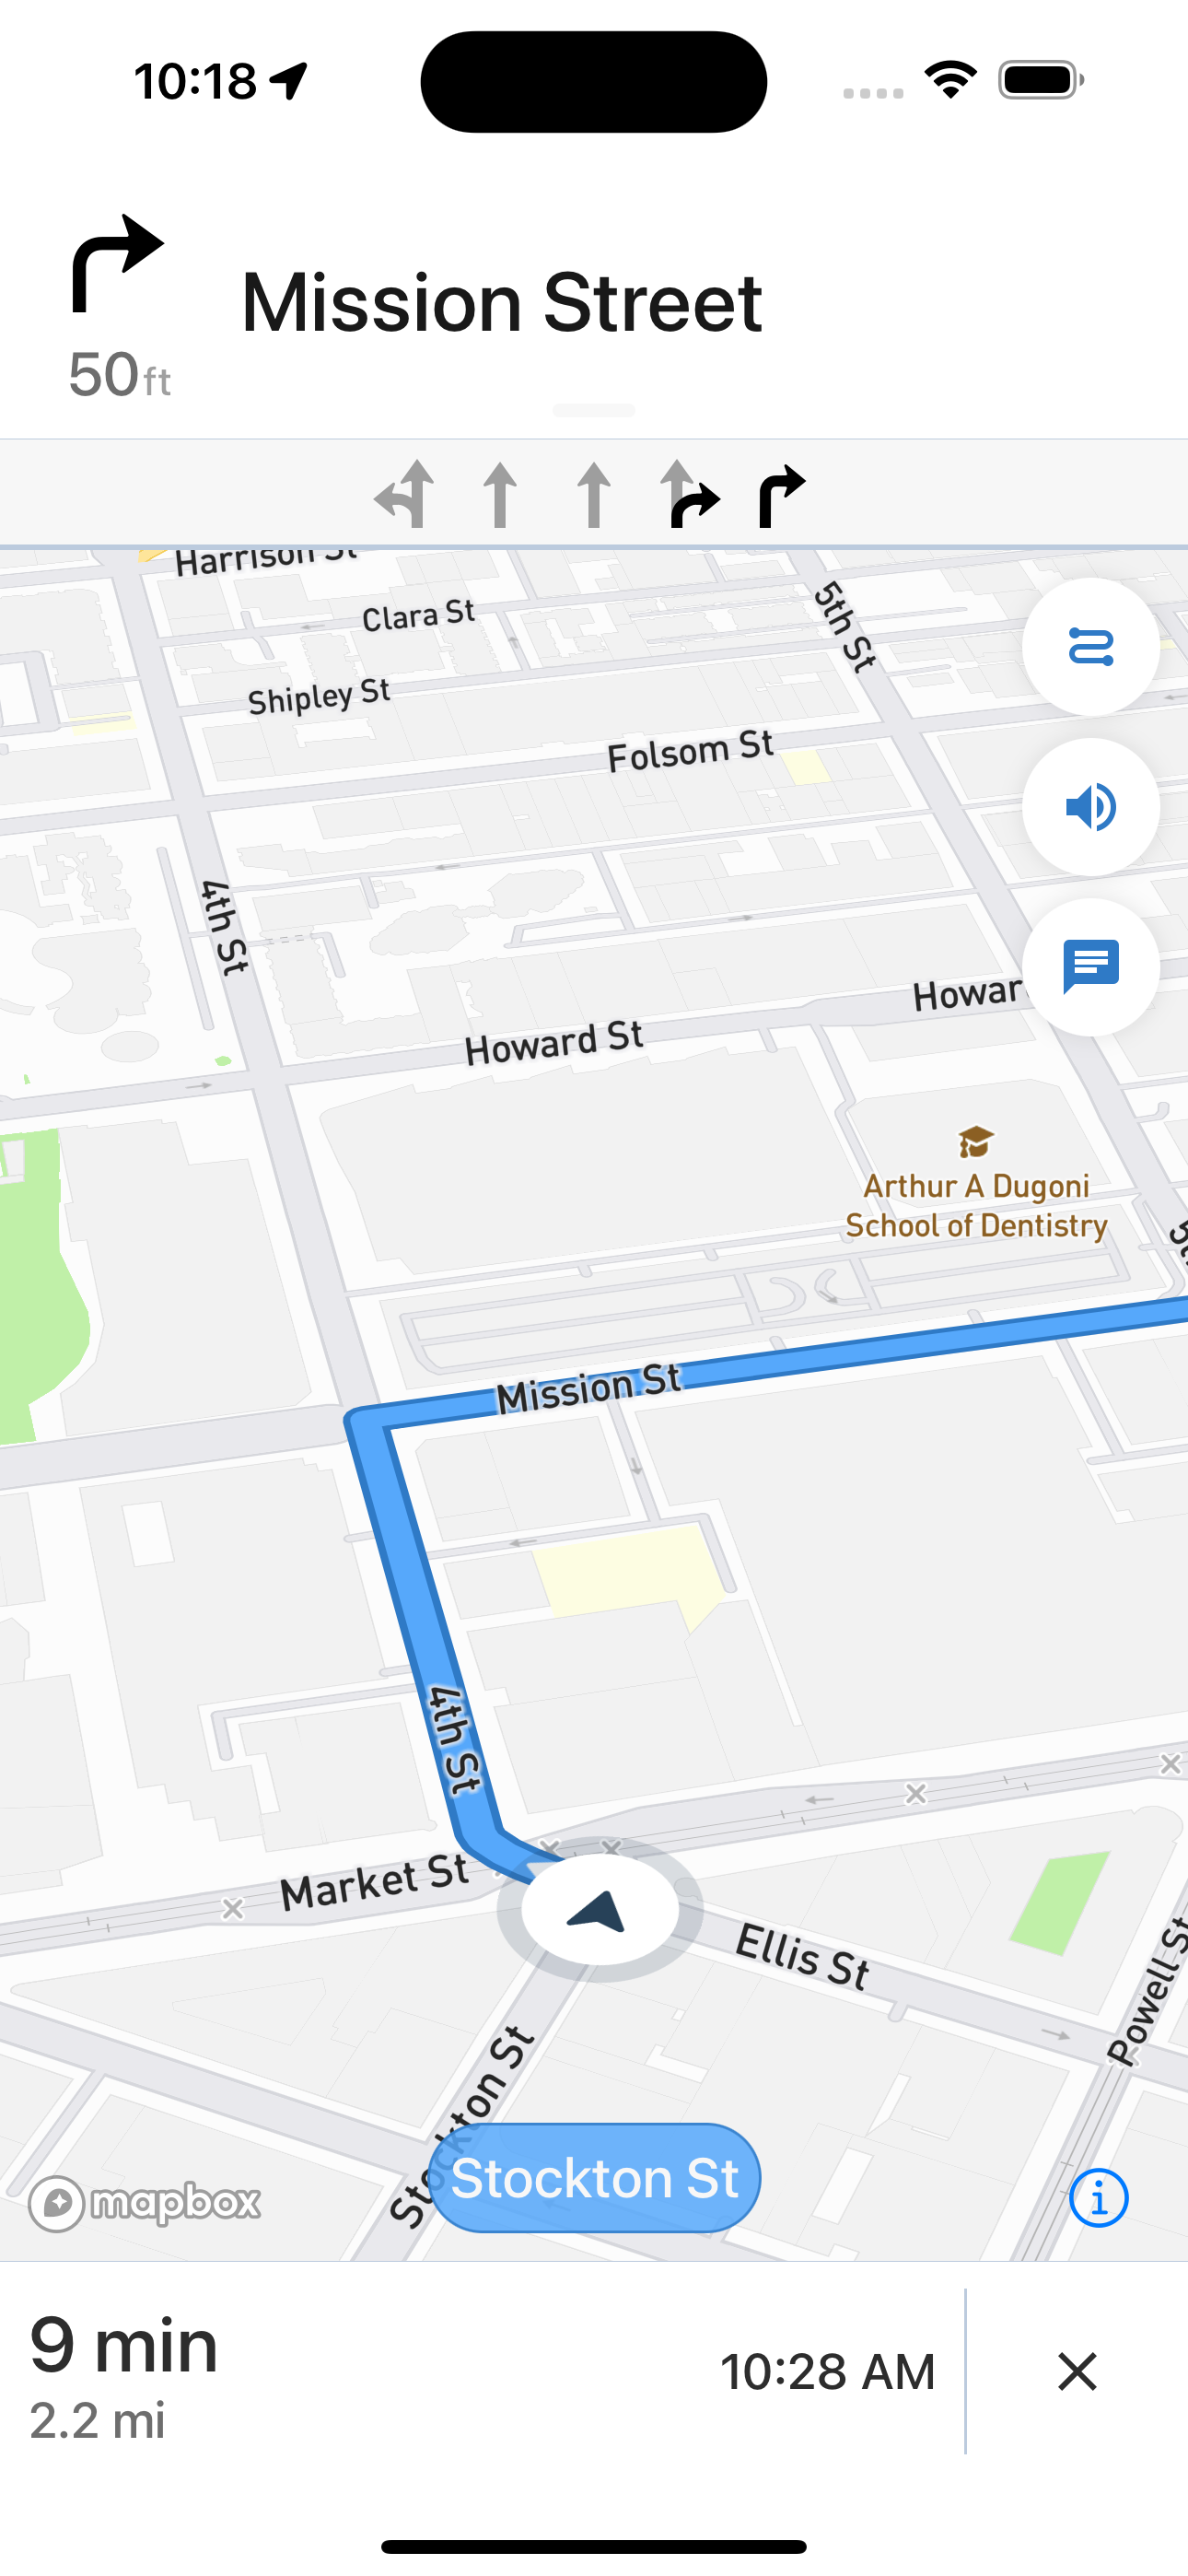 10:18
Mission Street
50 ft
Harrison St
Clara St
5th St
Shipley St
Folsom St
4th St
Howard St
Howar
Arthur A Dugoni
School of Dentistry
Mission St
4th St
Market St
Ellis St
Powell St
Stockton St
Stockton St
mapbox
9 min
2.2 mi
10:28 AM